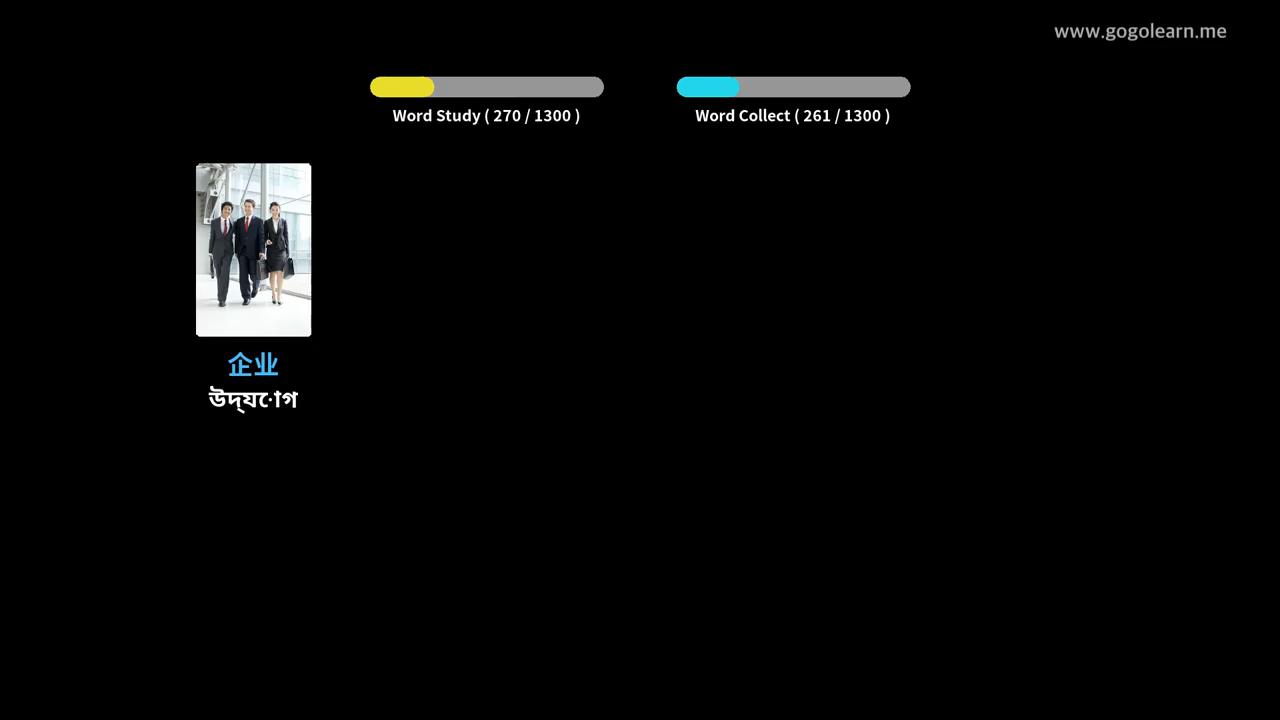 www.gogolearn.me
Word Study ( 270 / 1300 )
Word Collect ( 261 / 1300 )
企业
উদ্যোগ